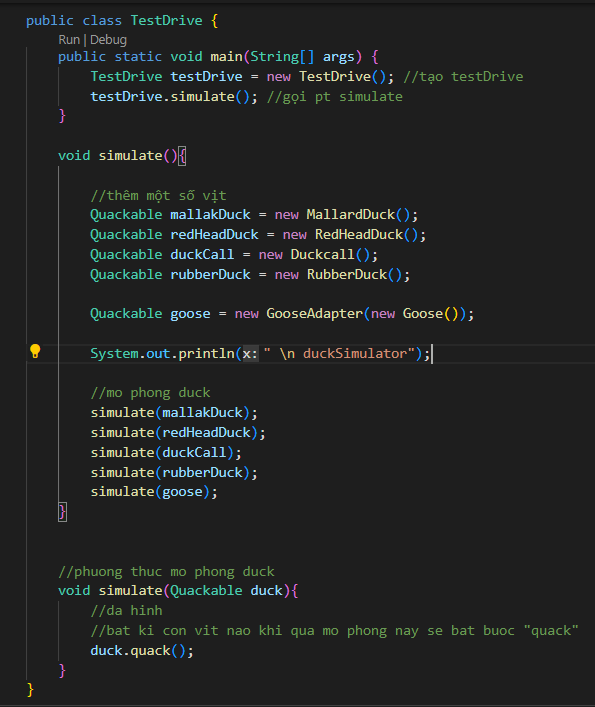 public class TestDrive {
Run | Debug
public static void main(String[] args) {
TestDrive testDrive = new TestDrive(); //tạo testDrive
testDrive.simulate(); //gọi pt simulate
}
void simulate(){
//thêm một số vịt
Quackable mallakDuck = new MallardDuck();
Quackable redHeadDuck = new RedHeadDuck();
Quackable duckCall = new Duckcall();
Quackable rubberDuck = new RubberDuck();
Quackable goose = new GooseAdapter(new Goose());
System.out.println(x: " \n duckSimulator");
//mo phong duck
simulate(mallakDuck);
simulate(redHeadDuck);
simulate(duckCall);
simulate(rubberDuck);
simulate(goose);
}
//phuong thuc mo phong duck
void simulate(Quackable duck){
//da hinh
//bat ki con vit nao khi qua mo phong nay se bat buoc "quack"
duck.quack();
}
}